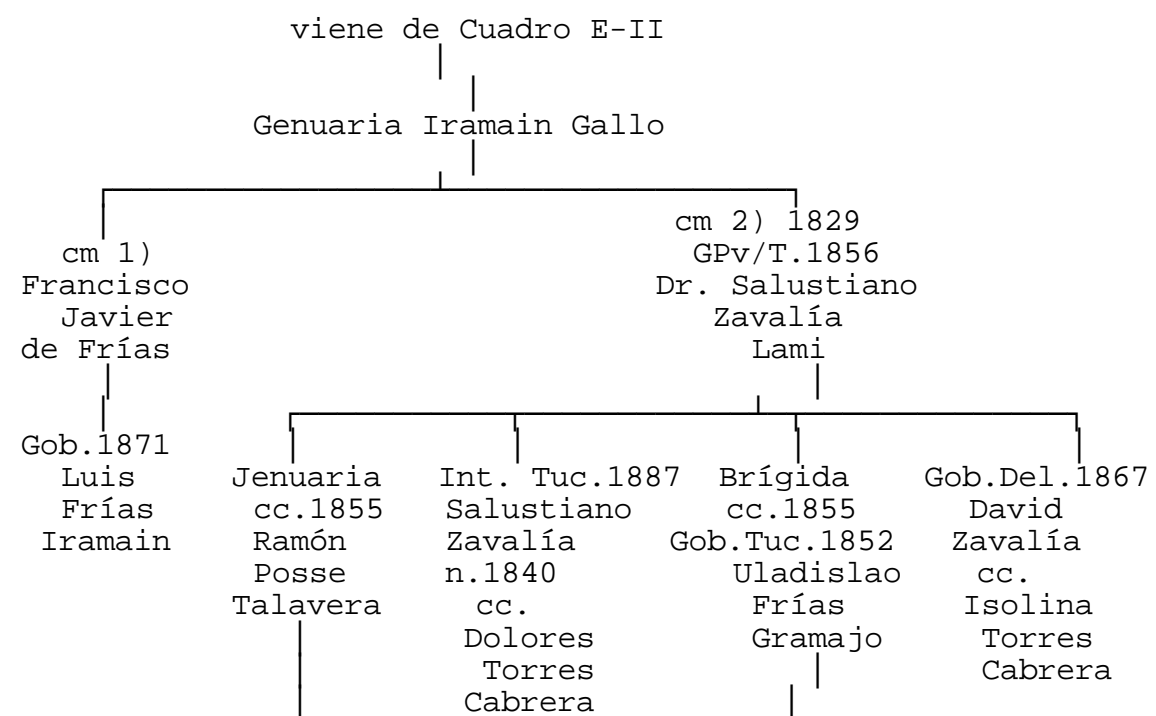 viene de Cuadro E-II
Genuaria Iramain Gallo
cm 2) 1829
cm 1) GPv/T.1856
Francisco Dr. Salustiano
Javier Zavalía
de Frías Lami
Gob.1871
Luis Jenuaria Int. Tuc.1887 Brígida Gob.Del.1867
Frías cc.1855 Salustiano cc.1855 David
Iramain Ramón Zavalía Gob.Tuc.1852 Zavalía
Posse n.1840 Uladislao cc.
Talavera cc. Frías Isolina
Dolores Gramajo Torres
Torres Cabrera
Cabrera